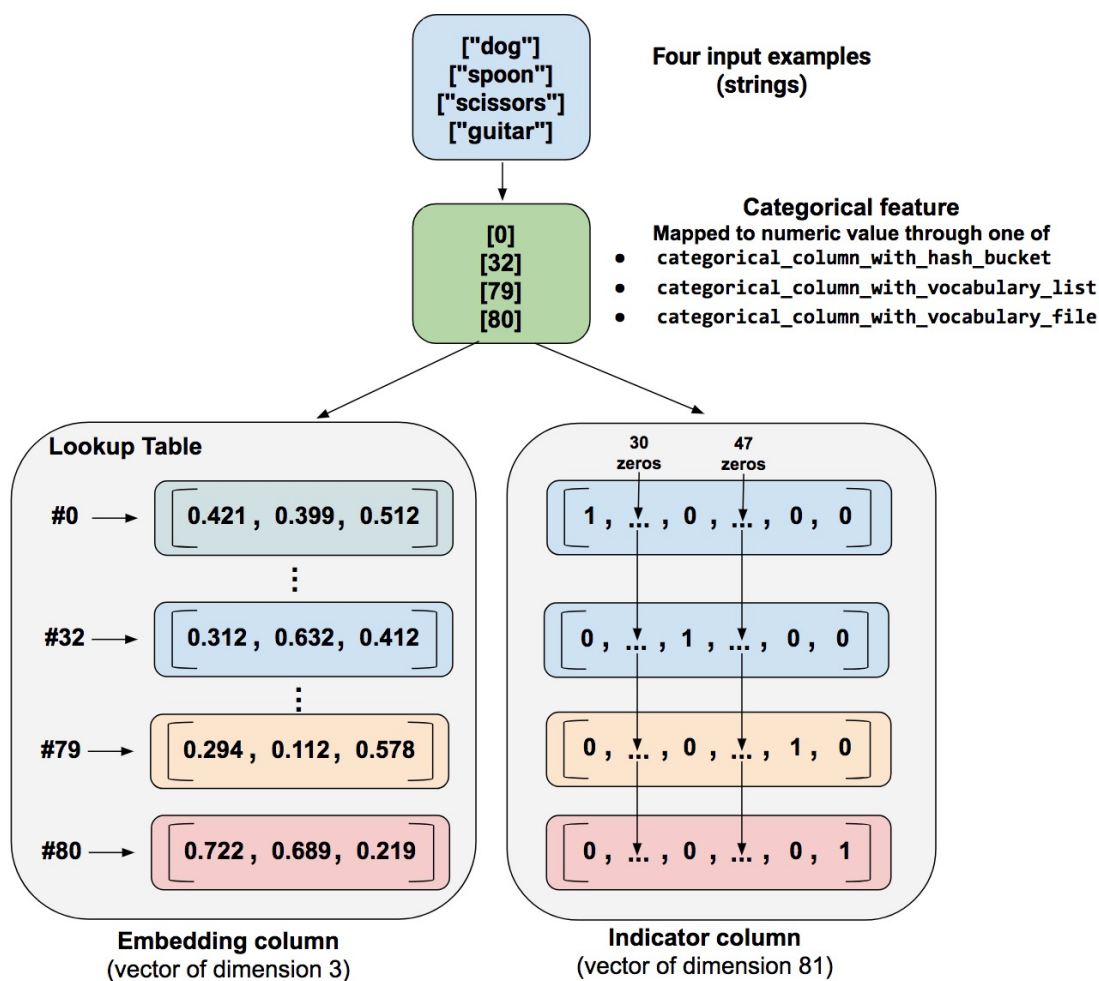 ["dog"]
["spoon"]
["scissors"]
["guitar"]
Four input examples
(strings)
[0]
[32]
[79]
[80]
Categorical feature
Mapped to numeric value through one of
• categorical_column_with_hash_bucket
• categorical_column_with_vocabulary_list
• categorical_column_with_vocabulary_file
Lookup Table
#0 [0.421, 0.399, 0.512]
⋮
#32 [0.312, 0.632, 0.412]
⋮
#79 [0.294, 0.112, 0.578]
#80 [0.722, 0.689, 0.219]
Embedding column
(vector of dimension 3)
30
zeros
47
zeros
[1, ..., 0, ..., 0, 0]
[0, ..., 1, ..., 0, 0]
[0, ..., 0, ..., 1, 0]
[0, ..., 0, ..., 0, 1]
Indicator column
(vector of dimension 81)